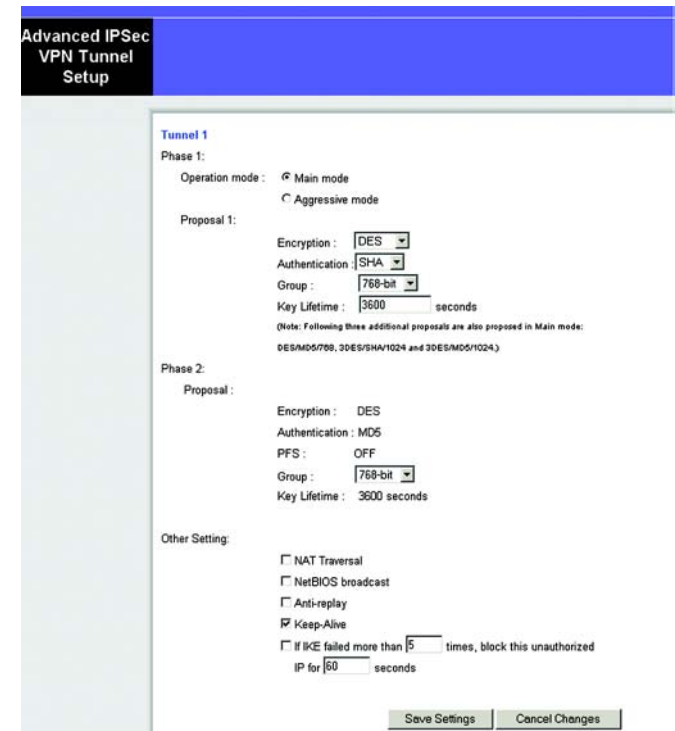 Advanced IPSec
VPN Tunnel
Setup
Tunnel 1
Phase 1:
Operation mode : Main mode
Aggressive mode
Proposal 1:
Encryption : DES
Authentication : SHA
Group : 768-bit
Key Lifetime : 3600 seconds
(Note: Following three additional proposals are also proposed in Main mode:
DES/MD5/768, 3DES/SHA/1024 and 3DES/MD5/1024.)
Phase 2:
Proposal :
Encryption : DES
Authentication : MD5
PFS : OFF
Group : 768-bit
Key Lifetime : 3600 seconds
Other Setting:
NAT Traversal
NetBIOS broadcast
Anti-replay
Keep-Alive
If IKE failed more than 5 times, block this unauthorized
IP for 60 seconds
Save Settings Cancel Changes